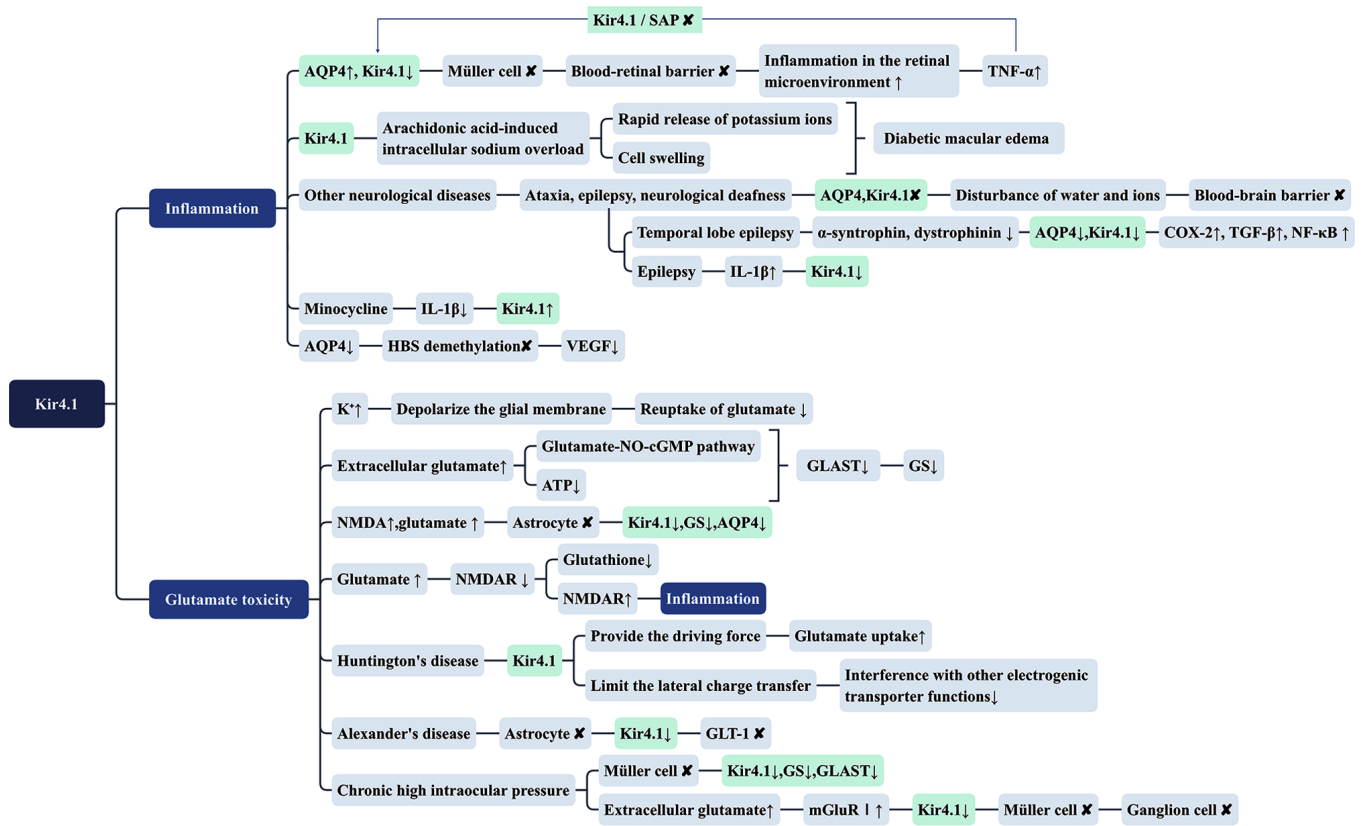 Kir4.1 / SAP ✘
AQP4↑, Kir4.1↓
Müller cell ✘
Blood-retinal barrier ✘
Inflammation in the retinal
microenvironment ↑
TNF-α↑
Kir4.1
Arachidonic acid-induced
intracellular sodium overload
Rapid release of potassium ions
Cell swelling
Diabetic macular edema
Inflammation
Other neurological diseases
Ataxia, epilepsy, neurological deafness
AQP4,Kir4.1✘
Disturbance of water and ions
Blood-brain barrier ✘
Temporal lobe epilepsy
α-syntrophin, dystrophinin ↓
AQP4↓,Kir4.1↓
COX-2↑, TGF-β↑, NF-κB ↑
Epilepsy
IL-1β↑
Kir4.1↓
Minocycline
IL-1β↓
Kir4.1↑
AQP4↓
HBS demethylation✘
VEGF↓
Kir4.1
K⁺↑
Depolarize the glial membrane
Reuptake of glutamate ↓
Extracellular glutamate↑
Glutamate-NO-cGMP pathway
ATP↓
GLAST↓
GS↓
NMDA↑,glutamate ↑
Astrocyte ✘
Kir4.1↓,GS↓,AQP4↓
Glutamate ↑
NMDAR ↓
Glutathione↓
NMDAR↑
Inflammation
Glutamate toxicity
Huntington's disease
Kir4.1
Provide the driving force
Glutamate uptake↑
Limit the lateral charge transfer
Interference with other electrogenic
transporter functions↓
Alexander's disease
Astrocyte ✘
Kir4.1↓
GLT-1 ✘
Chronic high intraocular pressure
Müller cell ✘
Kir4.1↓,GS↓,GLAST↓
Extracellular glutamate↑
mGluR Ⅰ ↑
Kir4.1↓
Müller cell ✘
Ganglion cell ✘